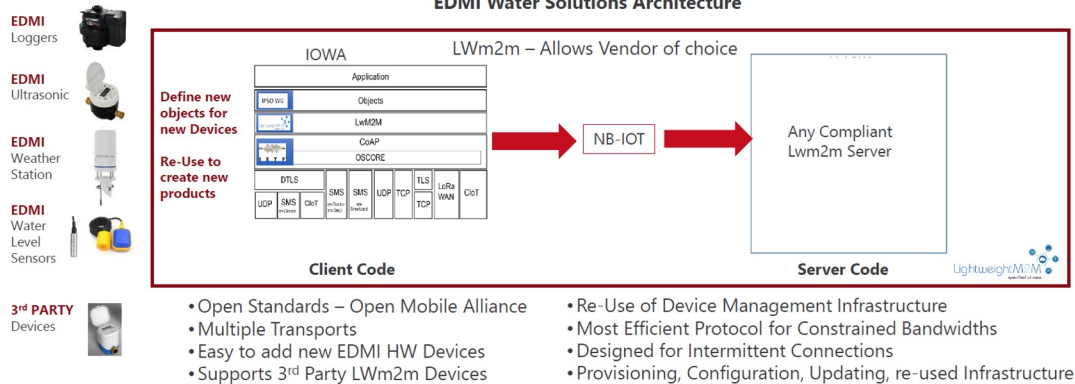 EDMI Water Solutions Architecture
EDMI
Loggers
EDMI
Ultrasonic
EDMI
Weather
Station
EDMI
Water
Level
Sensors
3rd PARTY
Devices
LWm2m – Allows Vendor of choice
IOWA
Define new
objects for
new Devices
Re-Use to
create new
products
Application
IPSO WG
Objects
LwM2M
CoAP
I E T F
OSCORE
DTLS
UDP
SMS
CIoT
SMS
SMS
UDP
TCP
TLS
TCP
LoRa
WAN
CIoT
NB-IOT
Any Compliant
Lwm2m Server
Client Code
Server Code
LightweightM2M
• Open Standards – Open Mobile Alliance
• Multiple Transports
• Easy to add new EDMI HW Devices
• Supports 3rd Party LWm2m Devices
• Re-Use of Device Management Infrastructure
• Most Efficient Protocol for Constrained Bandwidths
• Designed for Intermittent Connections
• Provisioning, Configuration, Updating, re-used Infrastructure